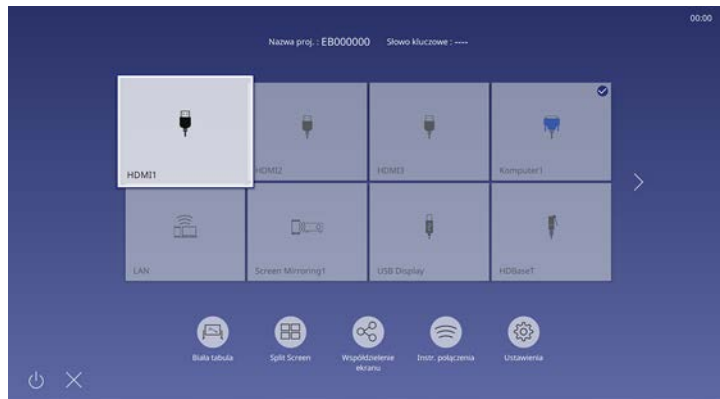 00:00
Nazwa proj. : EB000000 Słowo kluczowe : ----
HDMI1
HDMI2
HDMI3
Komputer1
LAN
Screen Mirroring1
USB Display
HDBaseT
Biała tabula
Split Screen
Współdzielenie
ekranu
Instr. połączenia
Ustawienia